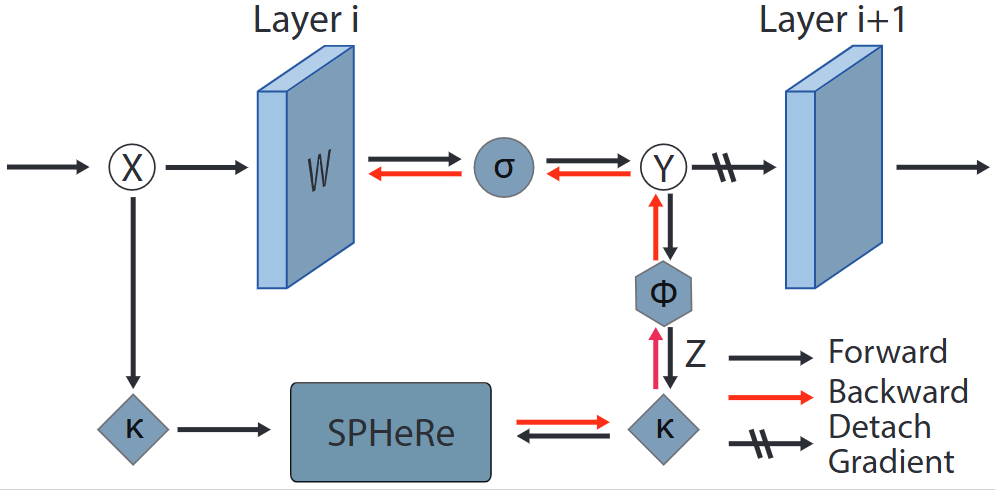 Layer i
Layer i+1
X
W
σ
Y
Φ
Z
Forward
Backward
κ
SPHeRe
κ
Detach
Gradient